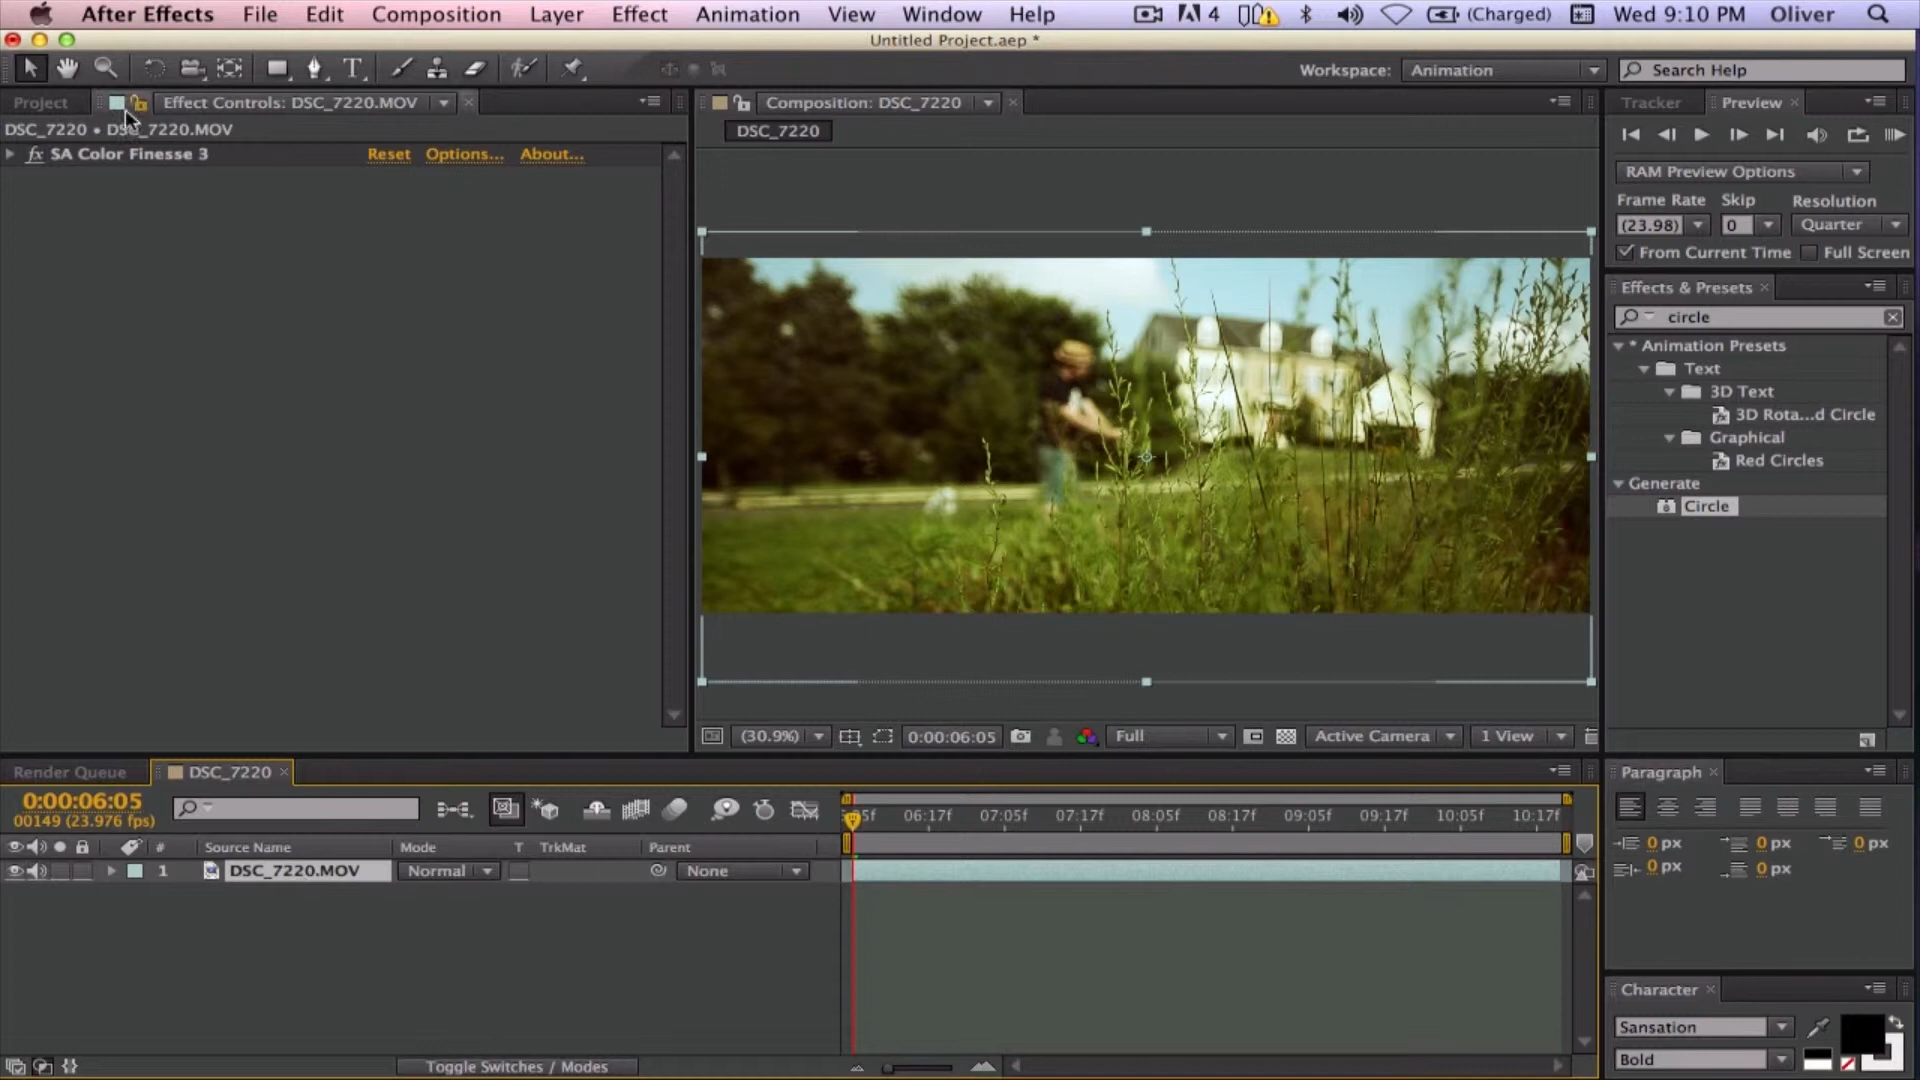 After Effects File Edit Composition Layer Effect Animation View Window Help 4 (Charged) Wed 9:10 PM Oliver
Untitled Project.aep *
Workspace: Animation Search Help
Project Effect Controls: DSC_7220.MOV
DSC_7220 • DSC_7220.MOV
fx SA Color Finesse 3 Reset Options... About...
Composition: DSC_7220
DSC_7220
(30.9%) 0:00:06:05 Full Active Camera 1 View
Tracker Preview
RAM Preview Options
Frame Rate Skip Resolution
(23.98) 0 Quarter
From Current Time Full Screen
Effects & Presets
circle
* Animation Presets
Text
3D Text
3D Rota...d Circle
Graphical
Red Circles
Generate
Circle
Render Queue DSC_7220
0:00:06:05
00149 (23.976 fps)
05f 06:17f 07:05f 07:17f 08:05f 08:17f 09:05f 09:17f 10:05f 10:17f
# Source Name Mode T TrkMat Parent
1 DSC_7220.MOV Normal None
Toggle Switches / Modes
Paragraph
0 px 0 px 0 px
0 px 0 px
Character
Sansation
Bold